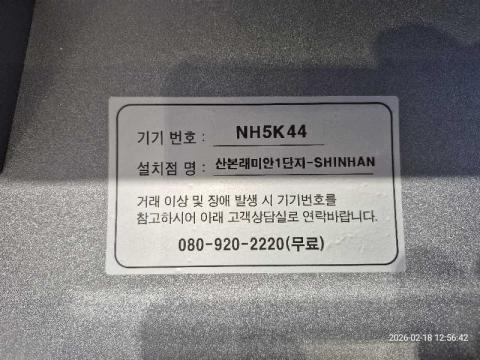 기기 번호 : NH5K44
설치점 명 : 산본래미안1단지-SHINHAN
거래 이상 및 장애 발생 시 기기번호를
참고하시어 아래 고객상담실로 연락바랍니다.
080-920-2220(무료)
2026-02-18 12:56:42